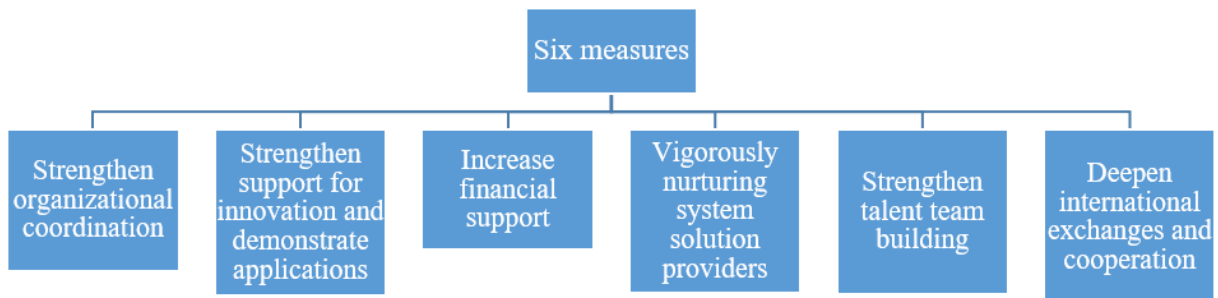 Six measures
Strengthen
organizational
coordination
Strengthen
support for
innovation and
demonstrate
applications
Increase
financial
support
Vigorously
nurturing
system
solution
providers
Strengthen
talent team
building
Deepen
international
exchanges and
cooperation